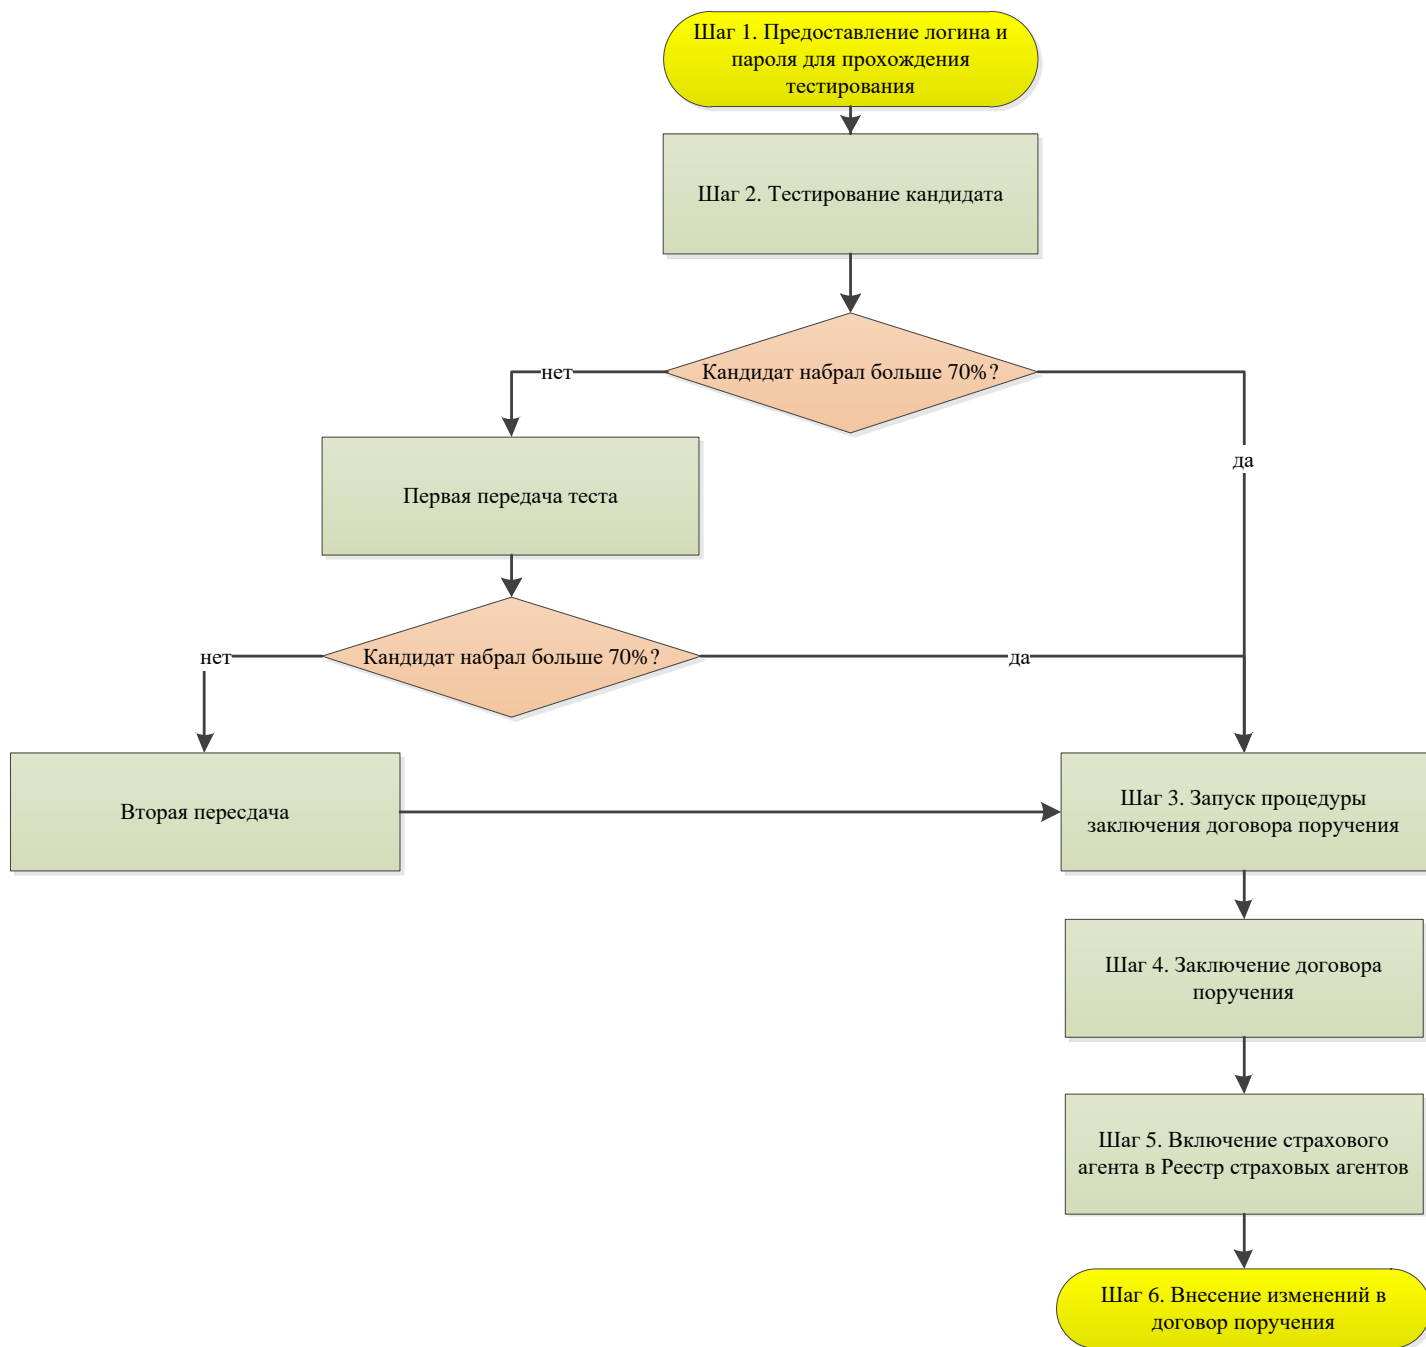 Шаг 1. Предоставление логина и
пароля для прохождения
тестирования
Шаг 2. Тестирование кандидата
Кандидат набрал больше 70%?
нет
да
Первая передача теста
Кандидат набрал больше 70%?
нет
да
Вторая пересдача
Шаг 3. Запуск процедуры
заключения договора поручения
Шаг 4. Заключение договора
поручения
Шаг 5. Включение страхового
агента в Реестр страховых агентов
Шаг 6. Внесение изменений в
договор поручения